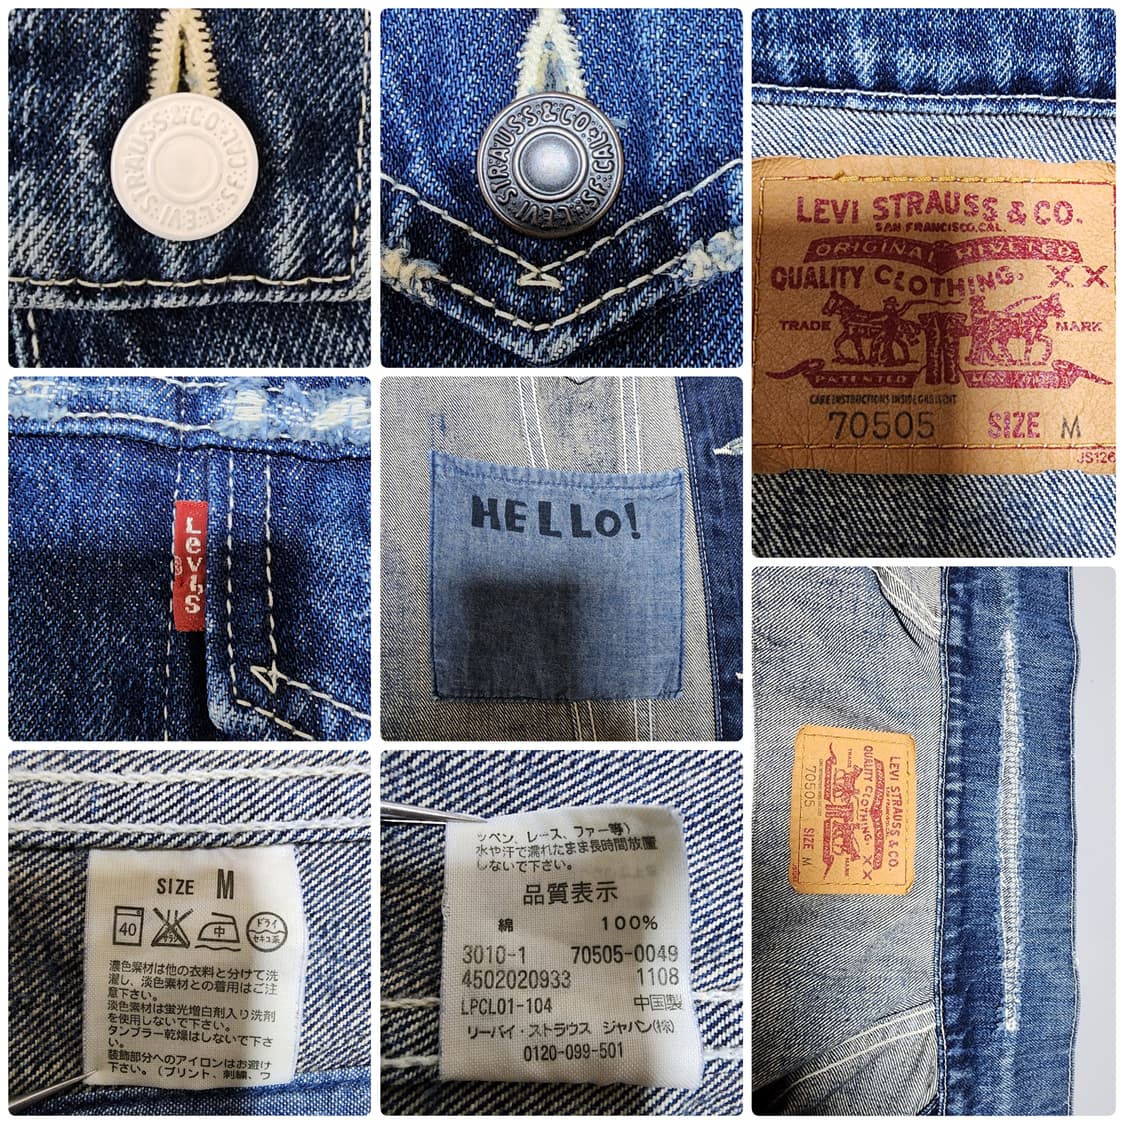 LEVI STRAUSS & CO. S.F. CAL.
LEVI STRAUSS & CO. S.F. CAL.
LEVI STRAUSS & CO.
SAN FRANCISCO, CAL.
ORIGINAL RIVETED
QUALITY CLOTHING. XX
TRADE MARK
PATENTED
CARE INSTRUCTIONS INSIDE GARMENT
70505 SIZE M
JS126
Levi's
®
HELLO!
LEVI STRAUSS & CO.
QUALITY CLOTHING. XX
TRADE MARK
70505 SIZE M
SIZE M
40
中
ドライ
セキユ系
濃色素材は他の衣料と分けて洗
濯し、淡色素材との着用はご注
意下さい。
淡色素材は蛍光増白剤入り洗剤
を使用しないで下さい。
タンブラー乾燥はしないで下さ
い。
装飾部分へのアイロンはお避け
下さい。(プリント、刺繍、ワ
ッペン、レース、ファー等)
水や汗で濡れたまま長時間放置
しないで下さい。
品質表示
綿 100%
3010-1 70505-0049
4502020933 1108
LPCL01-104 中国製
リーバイ・ストラウス ジャパン(株)
0120-099-501